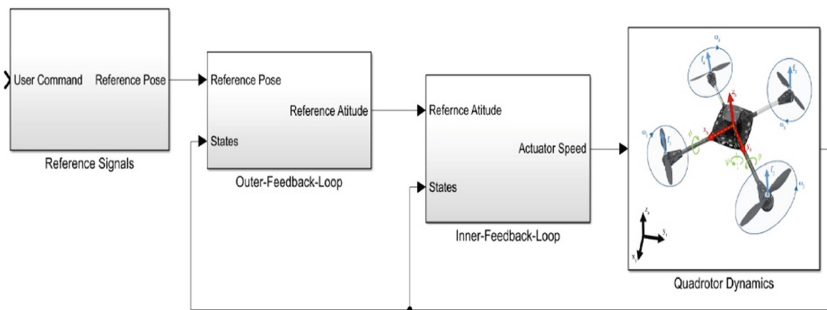 User Command
Reference Pose
Reference Signals
Reference Pose
Reference Atitude
States
Outer-Feedback-Loop
Refernce Atitude
Actuator Speed
States
Inner-Feedback-Loop
Quadrotor Dynamics